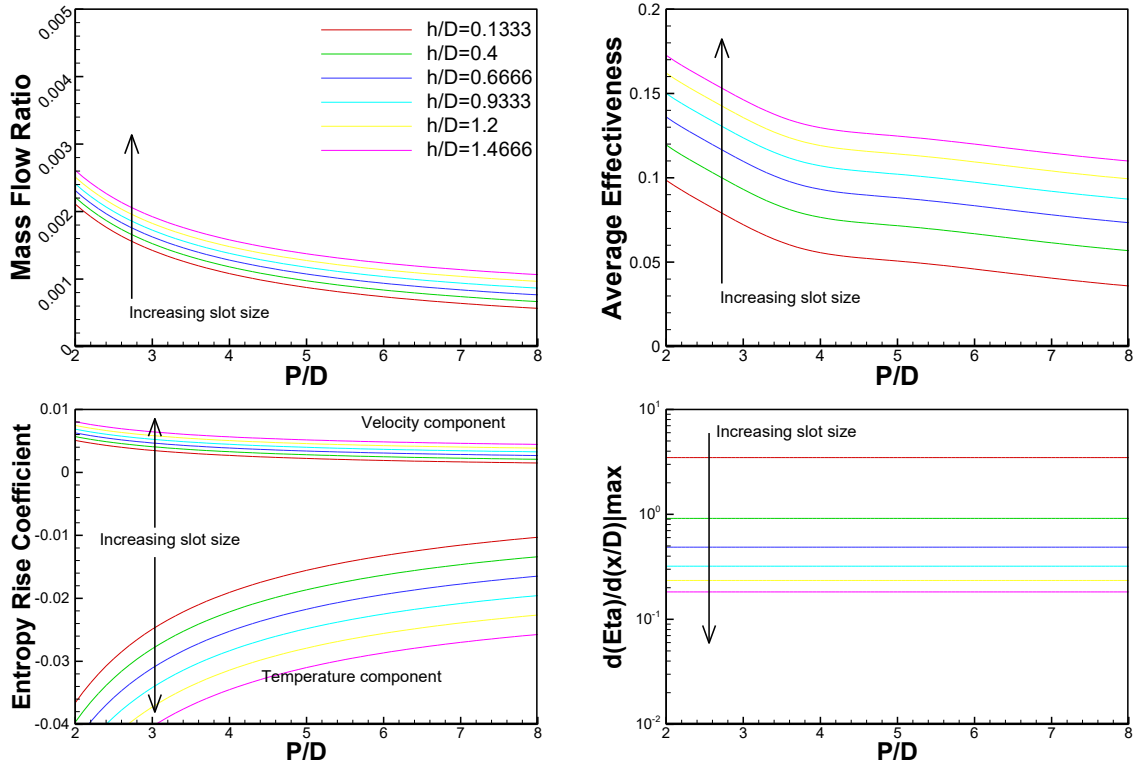 0.005
0.004
0.003
0.002
0.001
0
Mass Flow Ratio
h/D=0.1333
h/D=0.4
h/D=0.6666
h/D=0.9333
h/D=1.2
h/D=1.4666
Increasing slot size
2 3 4 5 6 7 8
P/D
0.2
0.15
0.1
0.05
0
Average Effectiveness
Increasing slot size
2 3 4 5 6 7 8
P/D
0.01
0
-0.01
-0.02
-0.03
-0.04
Entropy Rise Coefficient
Velocity component
Increasing slot size
Temperature component
2 3 4 5 6 7 8
P/D
10¹
10⁰
10⁻¹
10⁻²
d(Eta)/d(x/D)|max
Increasing slot size
2 3 4 5 6 7 8
P/D